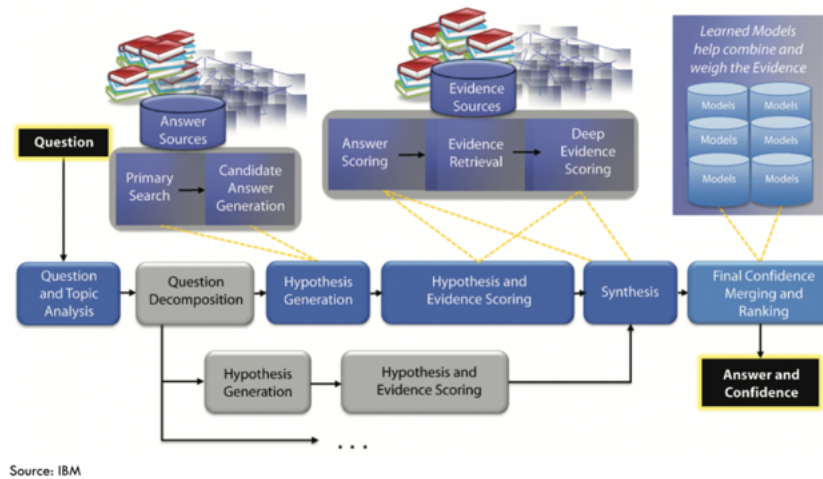 Learned Models
help combine and
weigh the Evidence
Models
Models
Models
Models
Models
Models
Answer
Sources
Evidence
Sources
Question
Primary
Search
Candidate
Answer
Generation
Answer
Scoring
Evidence
Retrieval
Deep
Evidence
Scoring
Question
and Topic
Analysis
Question
Decomposition
Hypothesis
Generation
Hypothesis and
Evidence Scoring
Synthesis
Final Confidence
Merging and
Ranking
Hypothesis
Generation
Hypothesis and
Evidence Scoring
Answer and
Confidence
. . .
Source: IBM